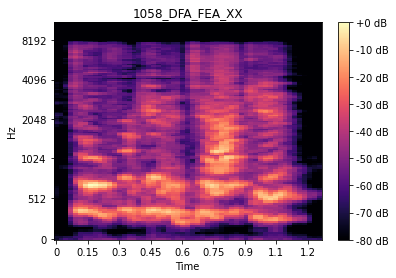 1058_DFA_FEA_XX
+0 dB
8192
-10 dB
4096
-20 dB
-30 dB
2048
Hz
-40 dB
1024
-50 dB
512
-60 dB
-70 dB
0
-80 dB
0 0.15 0.3 0.45 0.6 0.75 0.9 1.1 1.2
Time